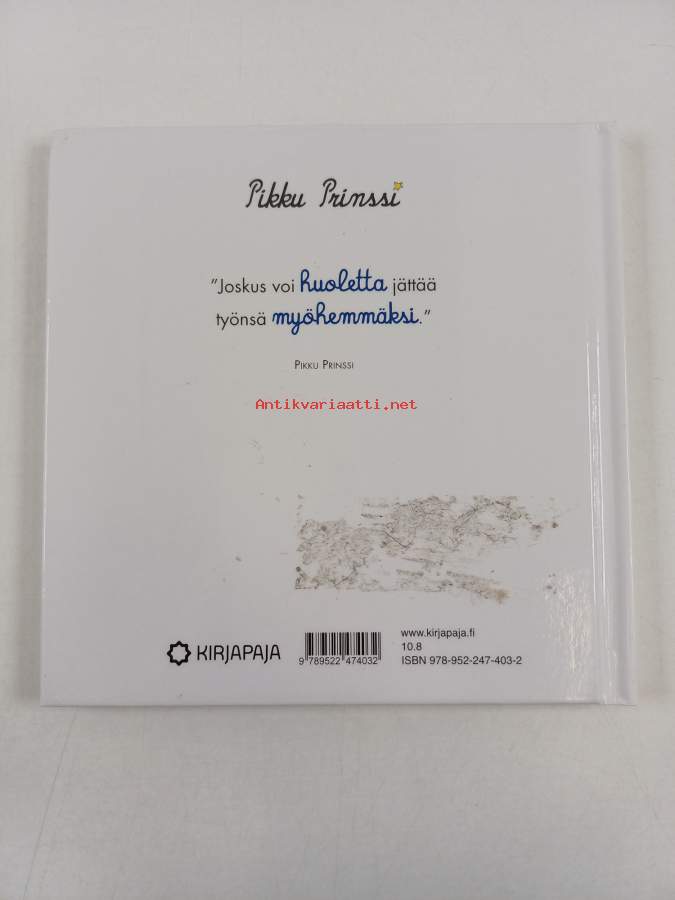 Pikku Prinssi
"Joskus voi huoletta jättää
työnsä myöhemmäksi."
PIKKU PRINSSI
Antikvariaatti.net
KIRJAPAJA
9 789522 474032
www.kirjapaja.fi
10.8
ISBN 978-952-247-403-2